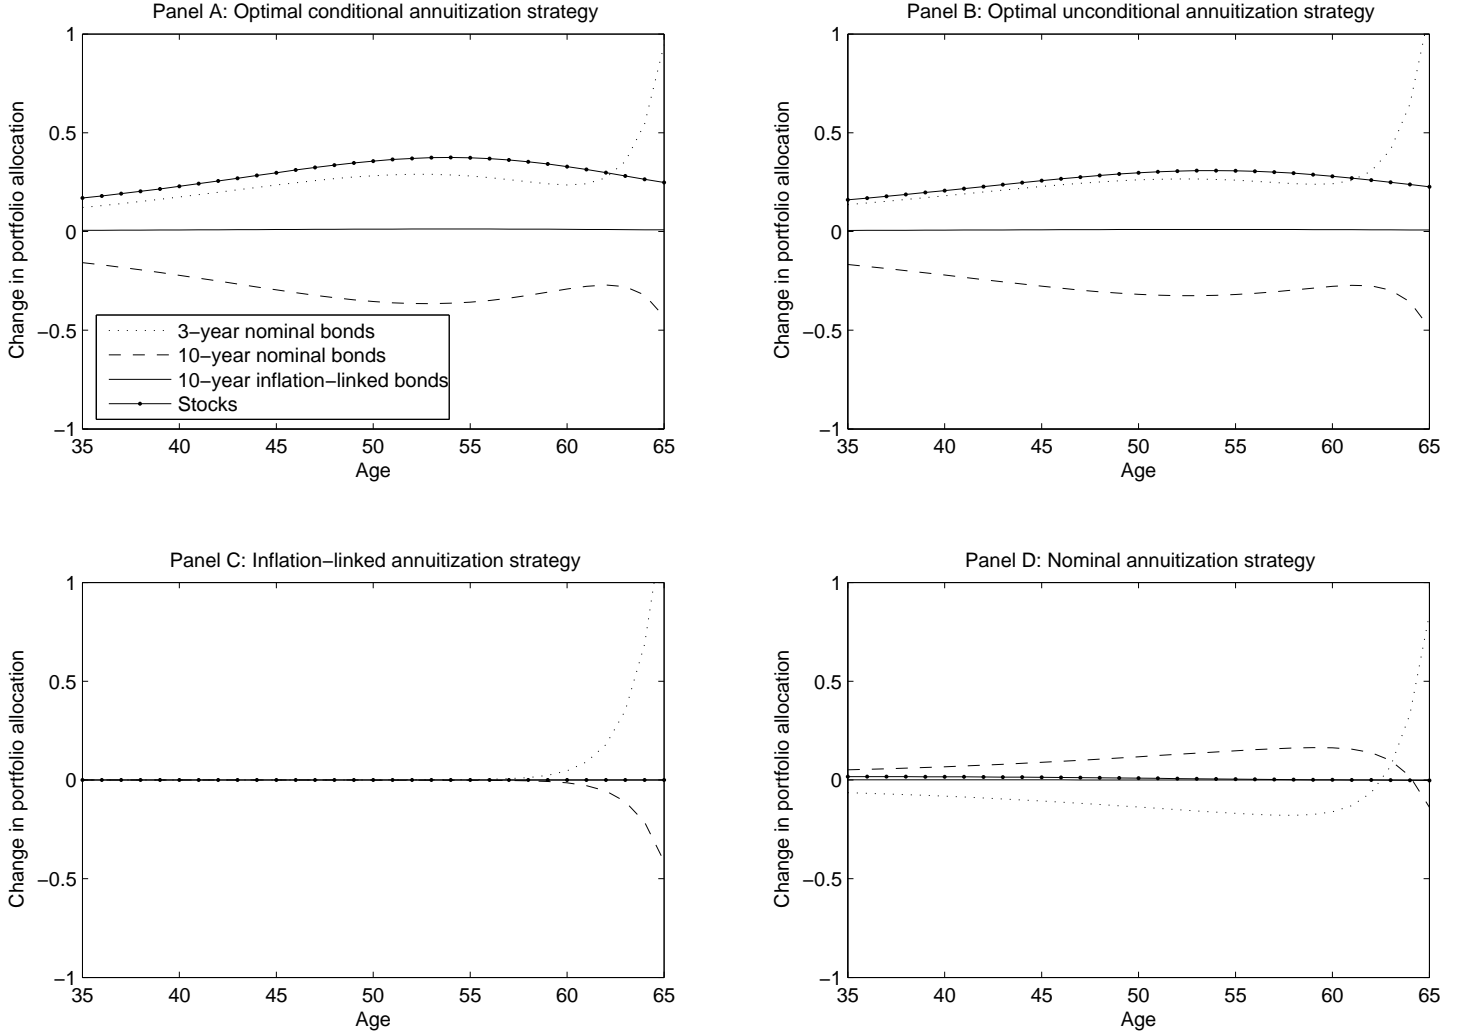 Panel A: Optimal conditional annuitization strategy
Change in portfolio allocation
1
0.5
0
−0.5
−1
3−year nominal bonds
10−year nominal bonds
10−year inflation−linked bonds
Stocks
35 40 45 50 55 60 65
Age
Panel B: Optimal unconditional annuitization strategy
Change in portfolio allocation
1
0.5
0
−0.5
−1
35 40 45 50 55 60 65
Age
Panel C: Inflation−linked annuitization strategy
Change in portfolio allocation
1
0.5
0
−0.5
−1
35 40 45 50 55 60 65
Age
Panel D: Nominal annuitization strategy
Change in portfolio allocation
1
0.5
0
−0.5
−1
35 40 45 50 55 60 65
Age